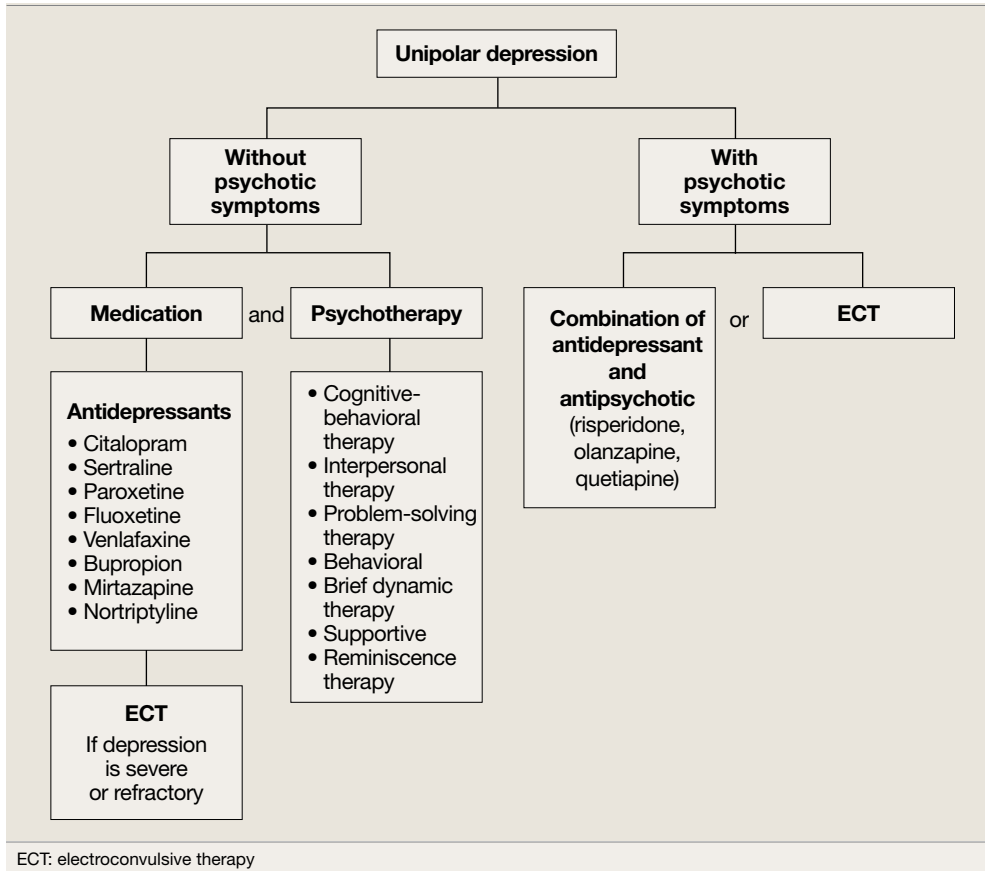 Unipolar depression
Without
psychotic
symptoms
With
psychotic
symptoms
Medication
and
Psychotherapy
Combination of
antidepressant
and
antipsychotic
(risperidone,
olanzapine,
quetiapine)
or
ECT
Antidepressants
• Citalopram
• Sertraline
• Paroxetine
• Fluoxetine
• Venlafaxine
• Bupropion
• Mirtazapine
• Nortriptyline
• Cognitive-
behavioral
therapy
• Interpersonal
therapy
• Problem-solving
therapy
• Behavioral
• Brief dynamic
therapy
• Supportive
• Reminiscence
therapy
ECT
If depression
is severe
or refractory
ECT: electroconvulsive therapy